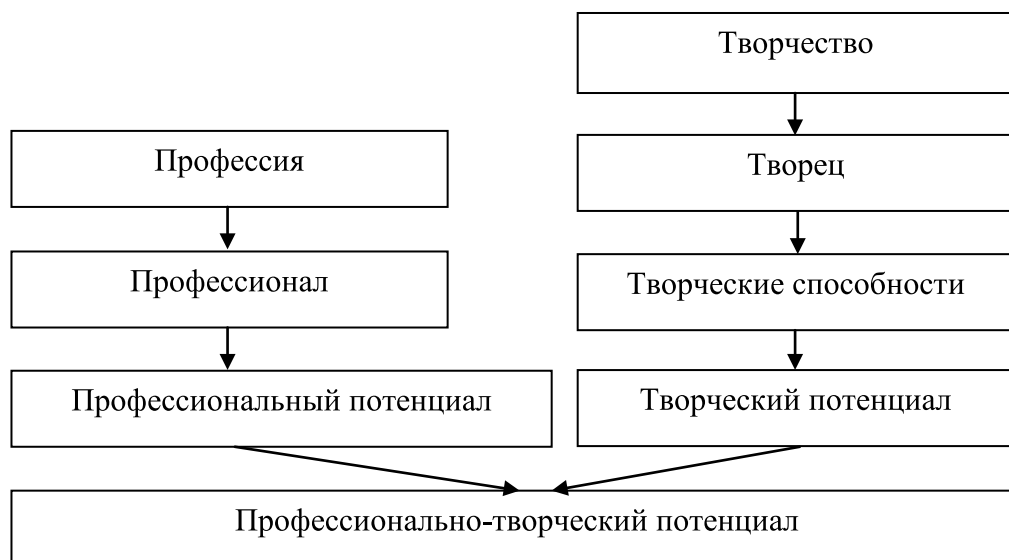 Творчество
Профессия
Творец
Профессионал
Творческие способности
Профессиональный потенциал
Творческий потенциал
Профессионально-творческий потенциал